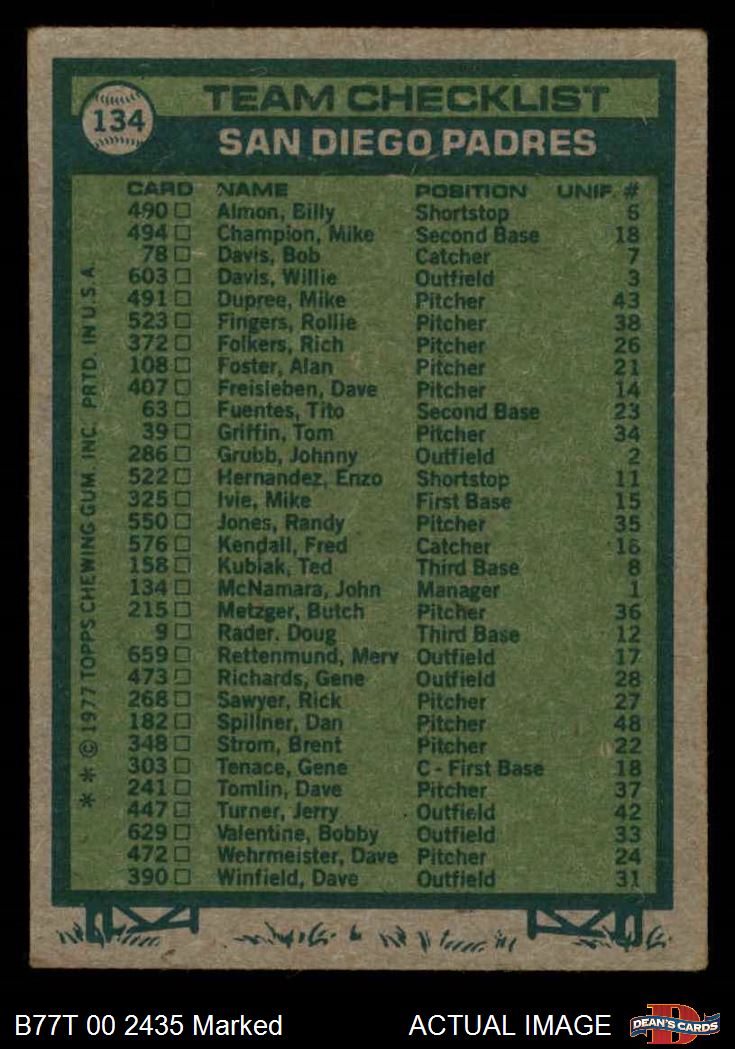 134
TEAM CHECKLIST
SAN DIEGO PADRES
CARD NAME POSITION UNIF. #
490 Almon, Billy Shortstop 6
494 Champion, Mike Second Base 18
78 Davis, Bob Catcher 7
603 Davis, Willie Outfield 3
491 Dupree, Mike Pitcher 43
523 Fingers, Rollie Pitcher 38
372 Folkers, Rich Pitcher 26
108 Foster, Alan Pitcher 21
407 Freisleben, Dave Pitcher 14
63 Fuentes, Tito Second Base 23
39 Griffin, Tom Pitcher 34
286 Grubb, Johnny Outfield 2
522 Hernandez, Enzo Shortstop 11
325 Ivie, Mike First Base 15
550 Jones, Randy Pitcher 35
576 Kendall, Fred Catcher 16
158 Kubiak, Ted Third Base 8
134 McNamara, John Manager 1
215 Metzger, Butch Pitcher 36
9 Rader, Doug Third Base 12
659 Rettenmund, Merv Outfield 17
473 Richards, Gene Outfield 28
268 Sawyer, Rick Pitcher 27
182 Spillner, Dan Pitcher 48
348 Strom, Brent Pitcher 22
303 Tenace, Gene C - First Base 18
241 Tomlin, Dave Pitcher 37
447 Turner, Jerry Outfield 42
629 Valentine, Bobby Outfield 33
472 Wehrmeister, Dave Pitcher 24
390 Winfield, Dave Outfield 31
* * © 1977 TOPPS CHEWING GUM, INC. PRTD. IN U.S.A.
B77T 00 2435 Marked ACTUAL IMAGE
DEAN'S CARDS